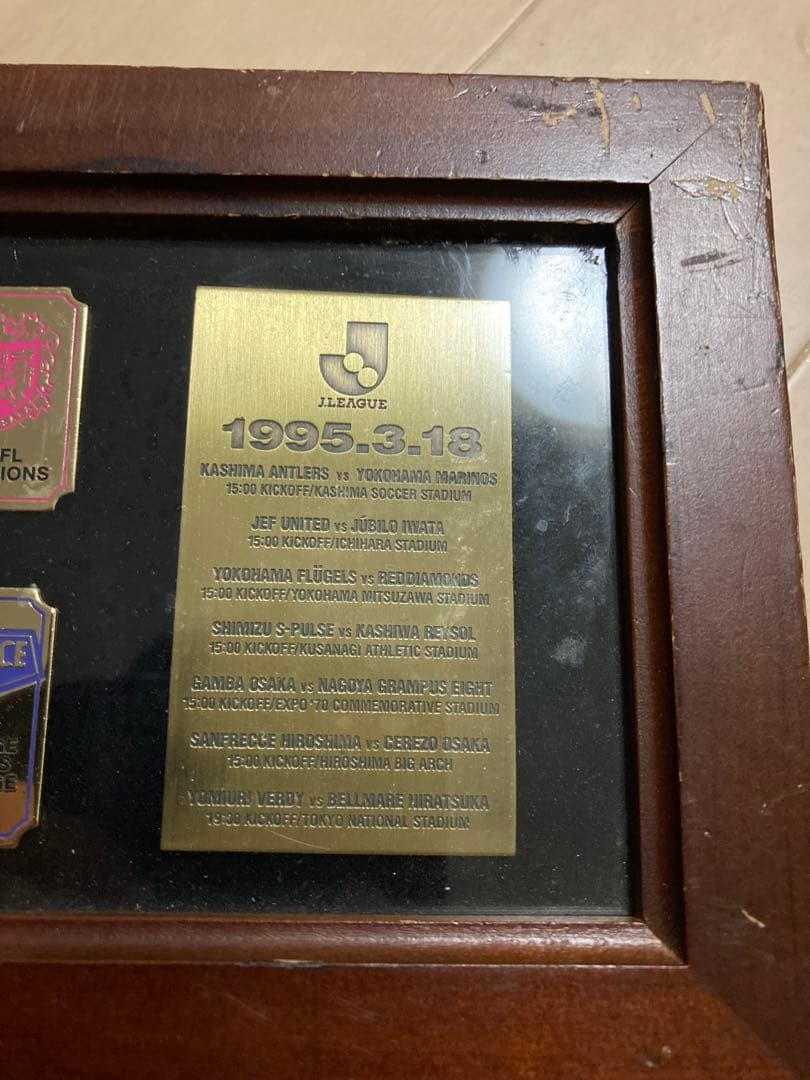 FL
IONS
CE
GE
S
GE
J.LEAGUE
1995.3.18
KASHIMA ANTLERS vs YOKOHAMA MARINOS
15:00 KICKOFF/KASHIMA SOCCER STADIUM
JEF UNITED vs JÚBILO IWATA
15:00 KICKOFF/ICHIHARA STADIUM
YOKOHAMA FLÜGELS vs REDDIAMONDS
15:00 KICKOFF/YOKOHAMA MITSUZAWA STADIUM
SHIMIZU S-PULSE vs KASHIWA REYSOL
15:00 KICKOFF/KUSANAGI ATHLETIC STADIUM
GAMBA OSAKA vs NAGOYA GRAMPUS EIGHT
15:00 KICKOFF/EXPO '70 COMMEMORATIVE STADIUM
SANFRECCE HIROSHIMA vs CEREZO OSAKA
15:00 KICKOFF/HIROSHIMA BIG ARCH
YOMIURI VERDY vs BELLMARE HIRATSUKA
19:30 KICKOFF/TOKYO NATIONAL STADIUM